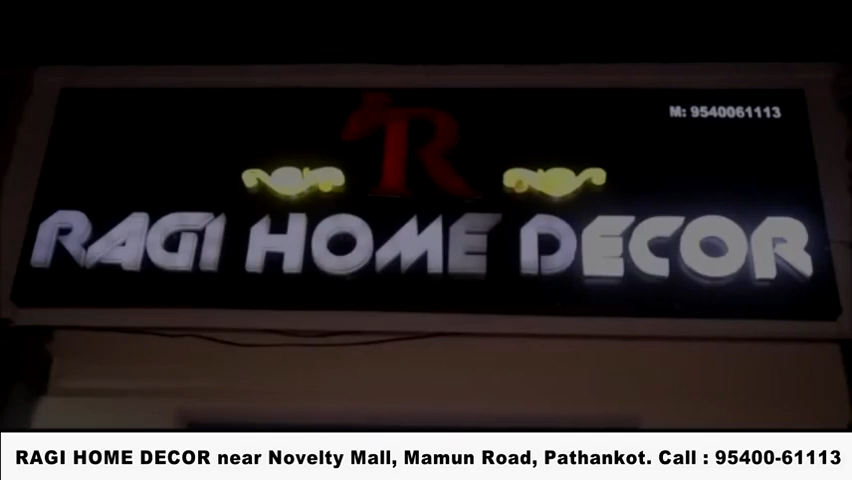 M: 9540061113
R
RAGI HOME DECOR
RAGI HOME DECOR near Novelty Mall, Mamun Road, Pathankot. Call : 95400-61113